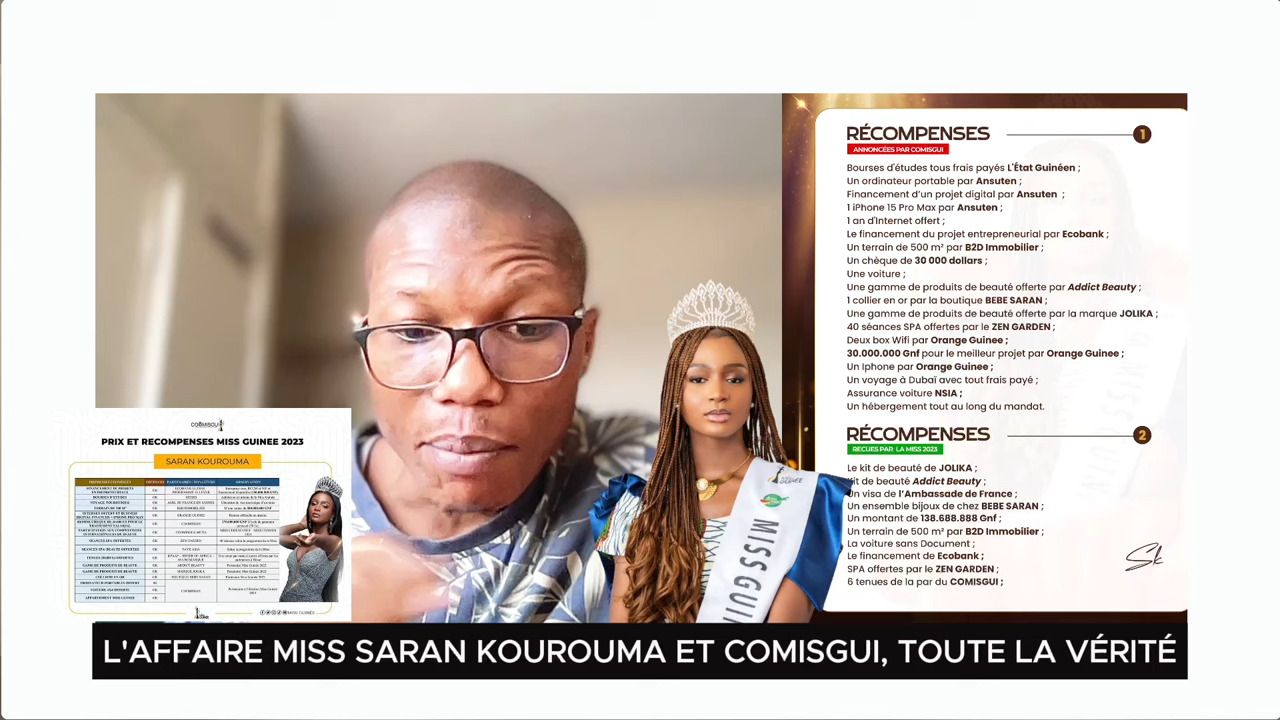 RÉCOMPENSES
1
ANNONCÉES PAR COMISGUI
Bourses d'études tous frais payés L'État Guinéen ;
Un ordinateur portable par Ansuten ;
Financement d'un projet digital par Ansuten ;
1 iPhone 15 Pro Max par Ansuten ;
1 an d'Internet offert ;
Le financement du projet entrepreneurial par Ecobank ;
Un terrain de 500 m² par B2D Immobilier ;
Un chèque de 30 000 dollars ;
Une voiture ;
Une gamme de produits de beauté offerte par Addict Beauty ;
1 collier en or par la boutique BEBE SARAN ;
Une gamme de produits de beauté offerte par la marque JOLIKA ;
40 séances SPA offertes par le ZEN GARDEN ;
Deux box Wifi par Orange Guinee ;
30.000.000 Gnf pour le meilleur projet par Orange Guinee ;
Un Iphone par Orange Guinee ;
Un voyage à Dubaï avec tout frais payé ;
Assurance voiture NSIA ;
Un hébergement tout au long du mandat.
RÉCOMPENSES
2
RECUES PAR LA MISS 2023
Le kit de beauté de JOLIKA ;
kit de beauté Addict Beauty ;
Un visa de l'Ambassade de France ;
Un ensemble bijoux de chez BEBE SARAN ;
Un montant de 138.688.888 Gnf ;
Un terrain de 500 m² par B2D Immobilier ;
La voiture sans Document ;
Le financement de Ecobank ;
SPA offertes par le ZEN GARDEN ;
6 tenues de la par du COMISGUI ;
Sk
COMISGUI
PRIX ET RECOMPENSES MISS GUINEE 2023
SARAN KOUROUMA
MISS GUI
L'AFFAIRE MISS SARAN KOUROUMA ET COMISGUI, TOUTE LA VÉRITÉ